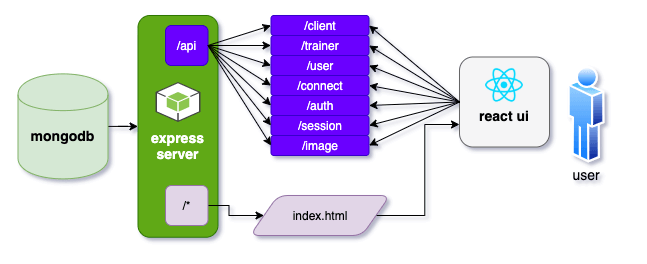 mongodb
/api
express
server
/*
/client
/trainer
/user
/connect
/auth
/session
/image
index.html
react ui
user